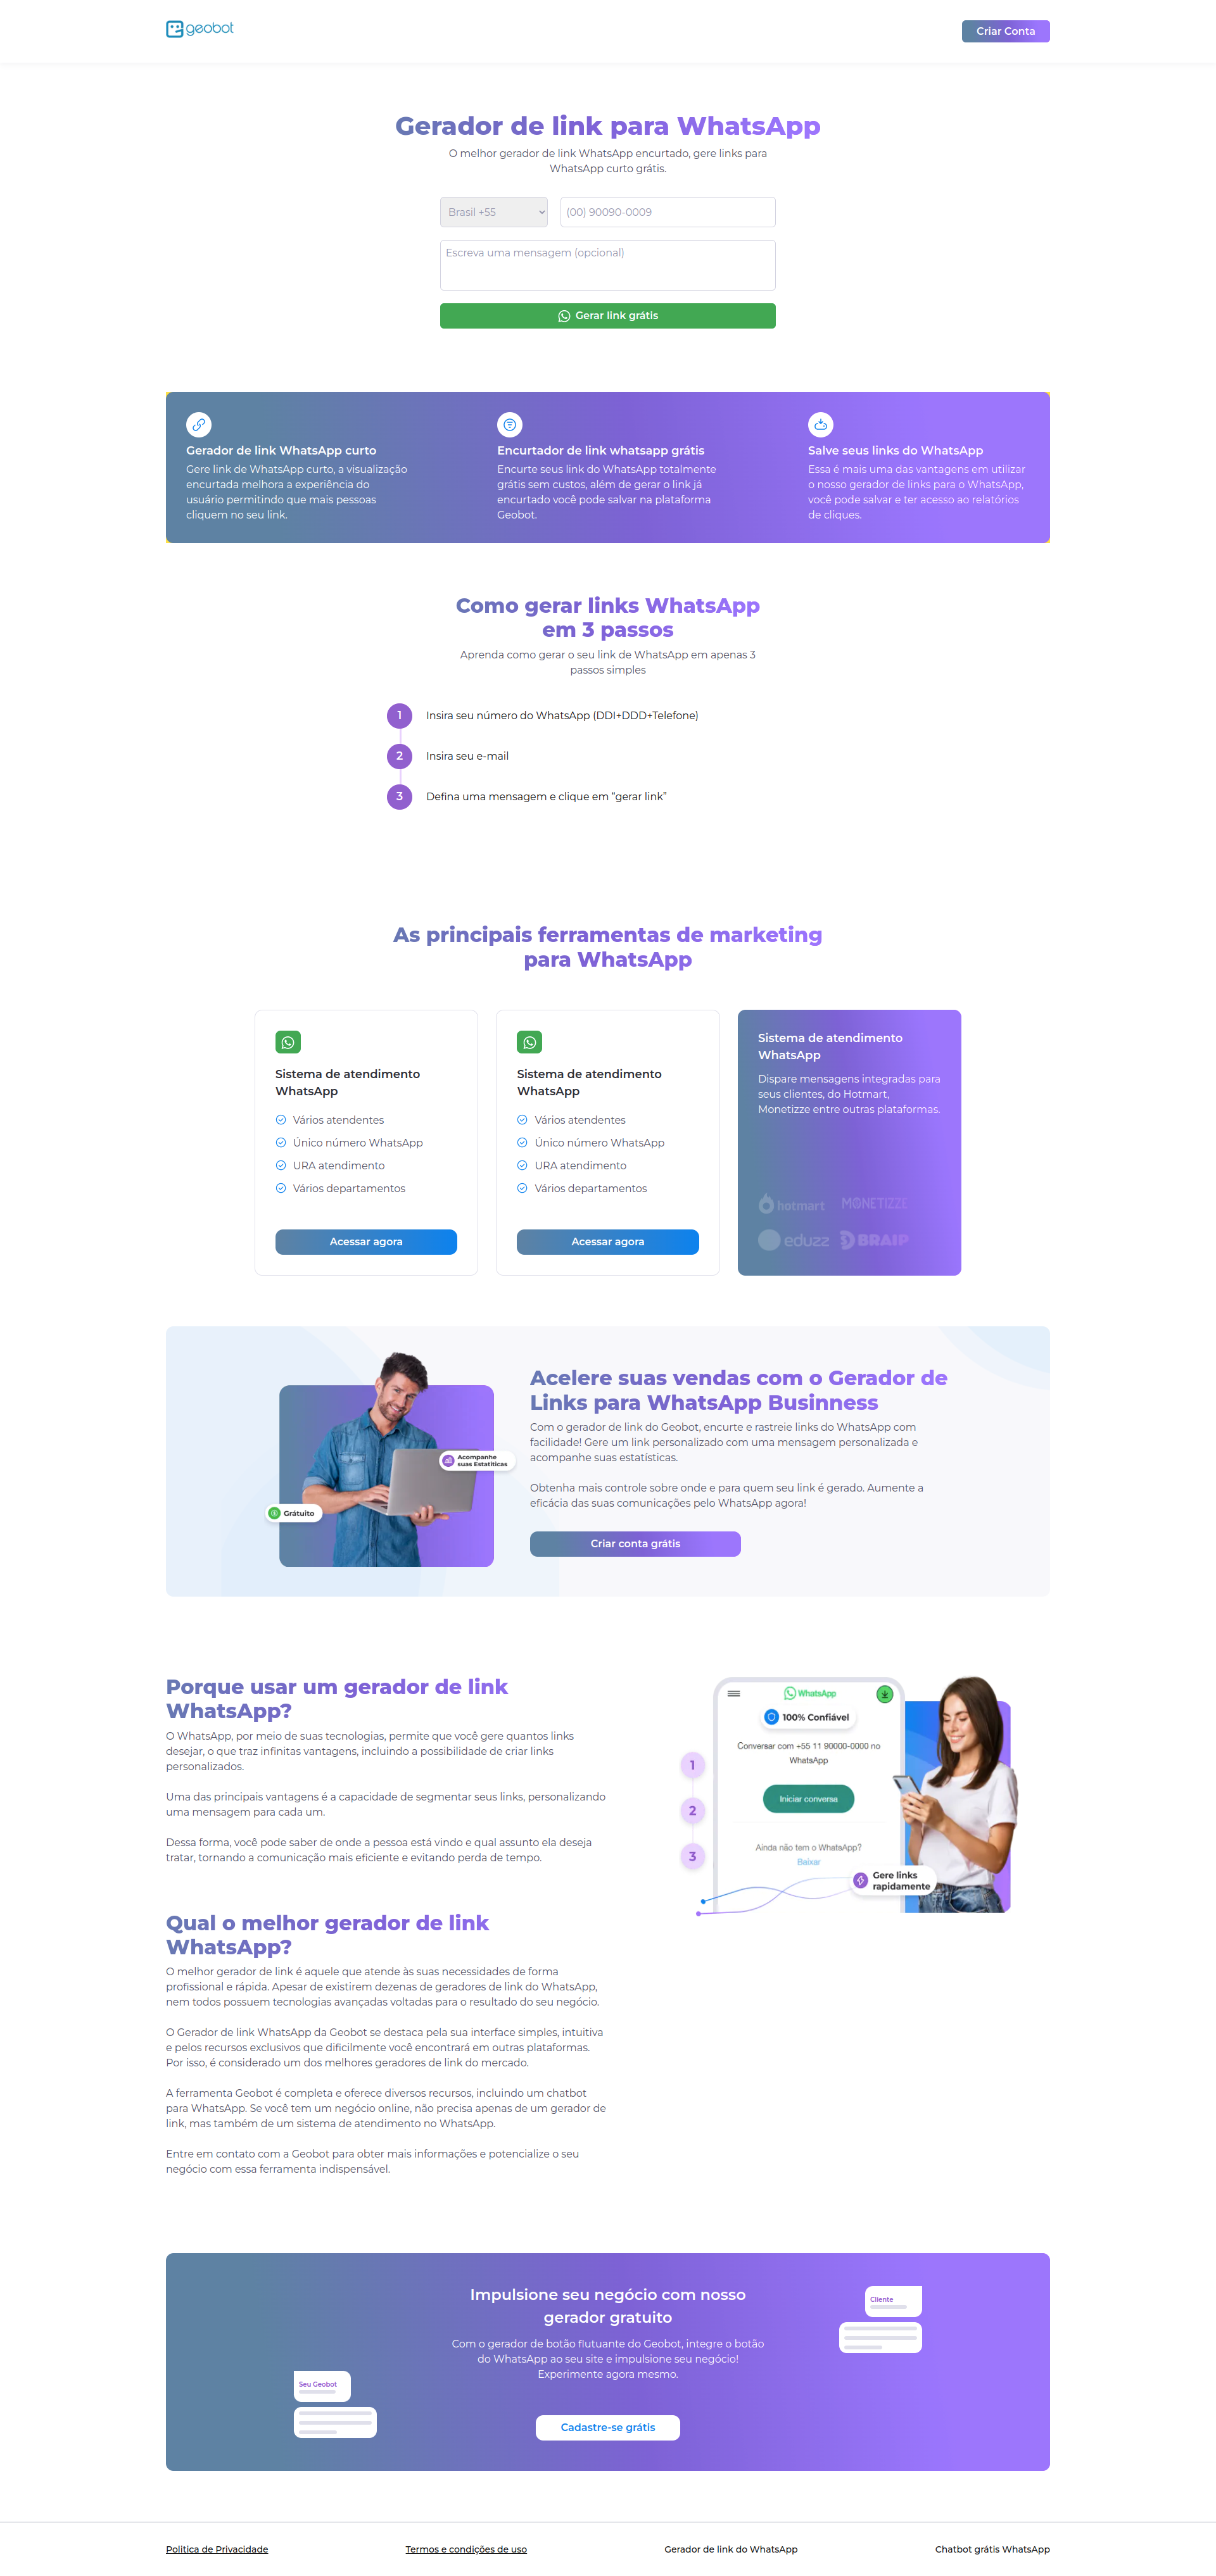 geobot
Criar Conta
Gerador de link para WhatsApp
O melhor gerador de link WhatsApp encurtado, gere links para
WhatsApp curto grátis.
Brasil +55
(00) 90090-0009
Escreva uma mensagem (opcional)
Gerar link grátis
Gerador de link WhatsApp curto
Gere link de WhatsApp curto, a visualização
encurtada melhora a experiência do
usuário permitindo que mais pessoas
cliquem no seu link.
Encurtador de link whatsapp grátis
Encurte seus link do WhatsApp totalmente
grátis sem custos, além de gerar o link já
encurtado você pode salvar na plataforma
Geobot.
Salve seus links do WhatsApp
Essa é mais uma das vantagens em utilizar
o nosso gerador de links para o WhatsApp,
você pode salvar e ter acesso ao relatórios
de cliques.
Como gerar links WhatsApp
em 3 passos
Aprenda como gerar o seu link de WhatsApp em apenas 3
passos simples
1 Insira seu número do WhatsApp (DDI+DDD+Telefone)
2 Insira seu e-mail
3 Defina uma mensagem e clique em “gerar link”
As principais ferramentas de marketing
para WhatsApp
Sistema de atendimento
WhatsApp
Vários atendentes
Único número WhatsApp
URA atendimento
Vários departamentos
Acessar agora
Sistema de atendimento
WhatsApp
Vários atendentes
Único número WhatsApp
URA atendimento
Vários departamentos
Acessar agora
Sistema de atendimento
WhatsApp
Dispare mensagens integradas para
seus clientes, do Hotmart,
Monetizze entre outras plataformas.
hotmart
MONETIZZE
eduzz
BRAIP
Acompanhe
suas Estatíticas
Grátuito
Acelere suas vendas com o Gerador de
Links para WhatsApp Businness
Com o gerador de link do Geobot, encurte e rastreie links do WhatsApp com
facilidade! Gere um link personalizado com uma mensagem personalizada e
acompanhe suas estatísticas.
Obtenha mais controle sobre onde e para quem seu link é gerado. Aumente a
eficácia das suas comunicações pelo WhatsApp agora!
Criar conta grátis
Porque usar um gerador de link
WhatsApp?
O WhatsApp, por meio de suas tecnologias, permite que você gere quantos links
desejar, o que traz infinitas vantagens, incluindo a possibilidade de criar links
personalizados.
Uma das principais vantagens é a capacidade de segmentar seus links, personalizando
uma mensagem para cada um.
Dessa forma, você pode saber de onde a pessoa está vindo e qual assunto ela deseja
tratar, tornando a comunicação mais eficiente e evitando perda de tempo.
WhatsApp
100% Confiável
Conversar com +55 11 90000-0000 no
WhatsApp
Iniciar conversa
Ainda não tem o WhatsApp?
Baixar
1
2
3
Gere links
rapidamente
Qual o melhor gerador de link
WhatsApp?
O melhor gerador de link é aquele que atende às suas necessidades de forma
profissional e rápida. Apesar de existirem dezenas de geradores de link do WhatsApp,
nem todos possuem tecnologias avançadas voltadas para o resultado do seu negócio.
O Gerador de link WhatsApp da Geobot se destaca pela sua interface simples, intuitiva
e pelos recursos exclusivos que dificilmente você encontrará em outras plataformas.
Por isso, é considerado um dos melhores geradores de link do mercado.
A ferramenta Geobot é completa e oferece diversos recursos, incluindo um chatbot
para WhatsApp. Se você tem um negócio online, não precisa apenas de um gerador de
link, mas também de um sistema de atendimento no WhatsApp.
Entre em contato com a Geobot para obter mais informações e potencialize o seu
negócio com essa ferramenta indispensável.
Impulsione seu negócio com nosso
gerador gratuito
Com o gerador de botão flutuante do Geobot, integre o botão
do WhatsApp ao seu site e impulsione seu negócio!
Experimente agora mesmo.
Cliente
Seu Geobot
Cadastre-se grátis
Política de Privacidade
Termos e condições de uso
Gerador de link do WhatsApp
Chatbot grátis WhatsApp